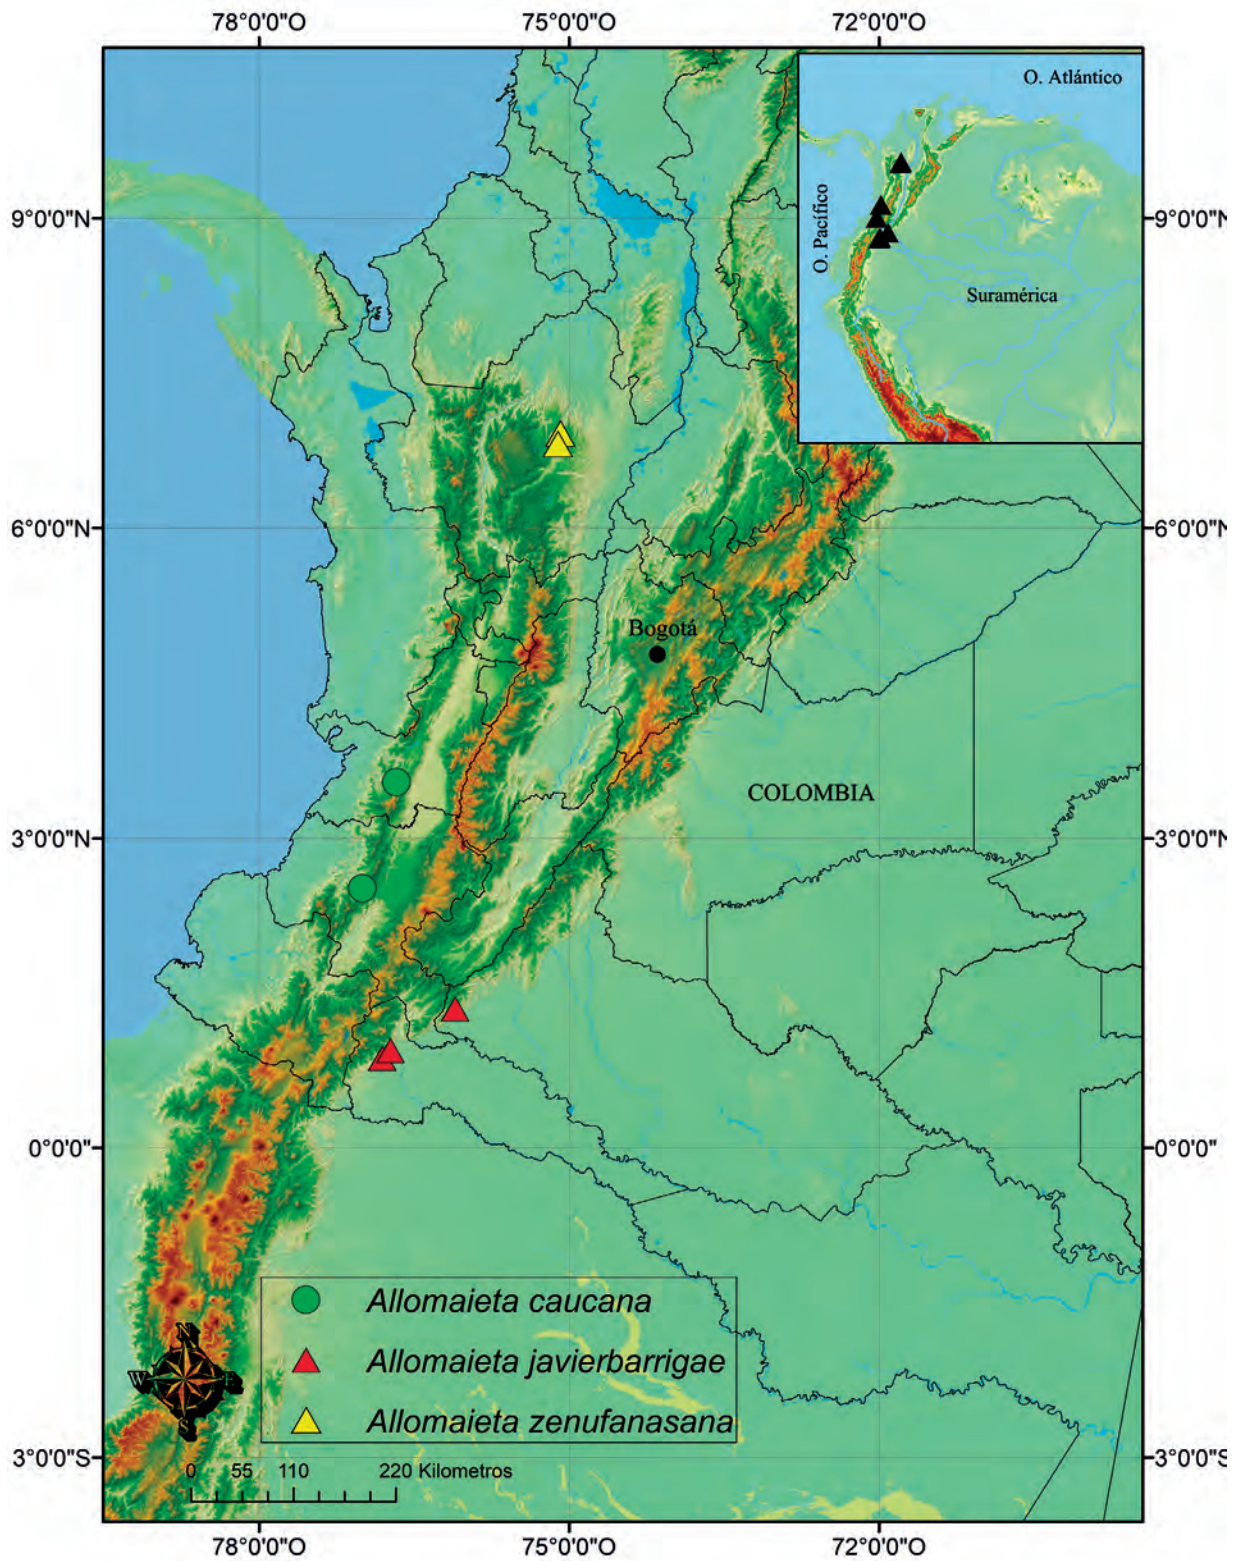 78°0'0"O 75°0'0"O 72°0'0"O
O. Atlántico
O. Pacífico
Suramérica
9°0'0"N 9°0'0"N
6°0'0"N 6°0'0"N
Bogotá
COLOMBIA
3°0'0"N 3°0'0"N
0°0'0" 0°0'0"
Allomaieta caucana
Allomaieta javierbarrigae
Allomaieta zenufanasana
N
W E
S
3°0'0"S 3°0'0"S
0 55 110 220 Kilometros
78°0'0"O 75°0'0"O 72°0'0"O